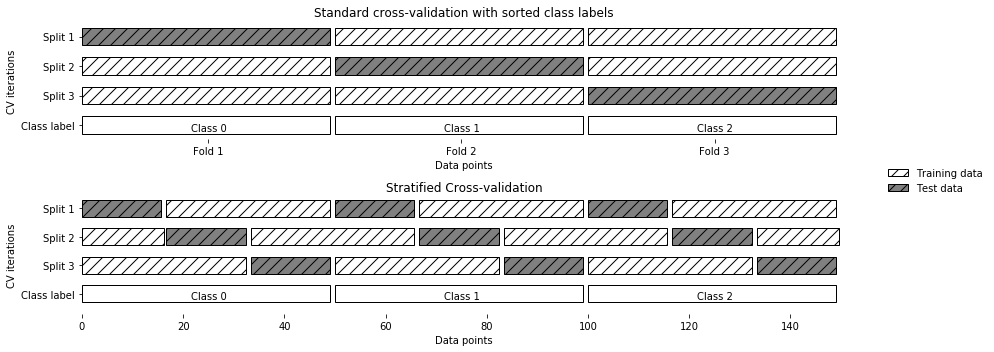 Standard cross-validation with sorted class labels
CV iterations
Split 1
Split 2
Split 3
Class label
Class 0 Class 1 Class 2
Fold 1 Fold 2 Fold 3
Data points
Training data
Test data
Stratified Cross-validation
CV iterations
Split 1
Split 2
Split 3
Class label
Class 0 Class 1 Class 2
0 20 40 60 80 100 120 140
Data points